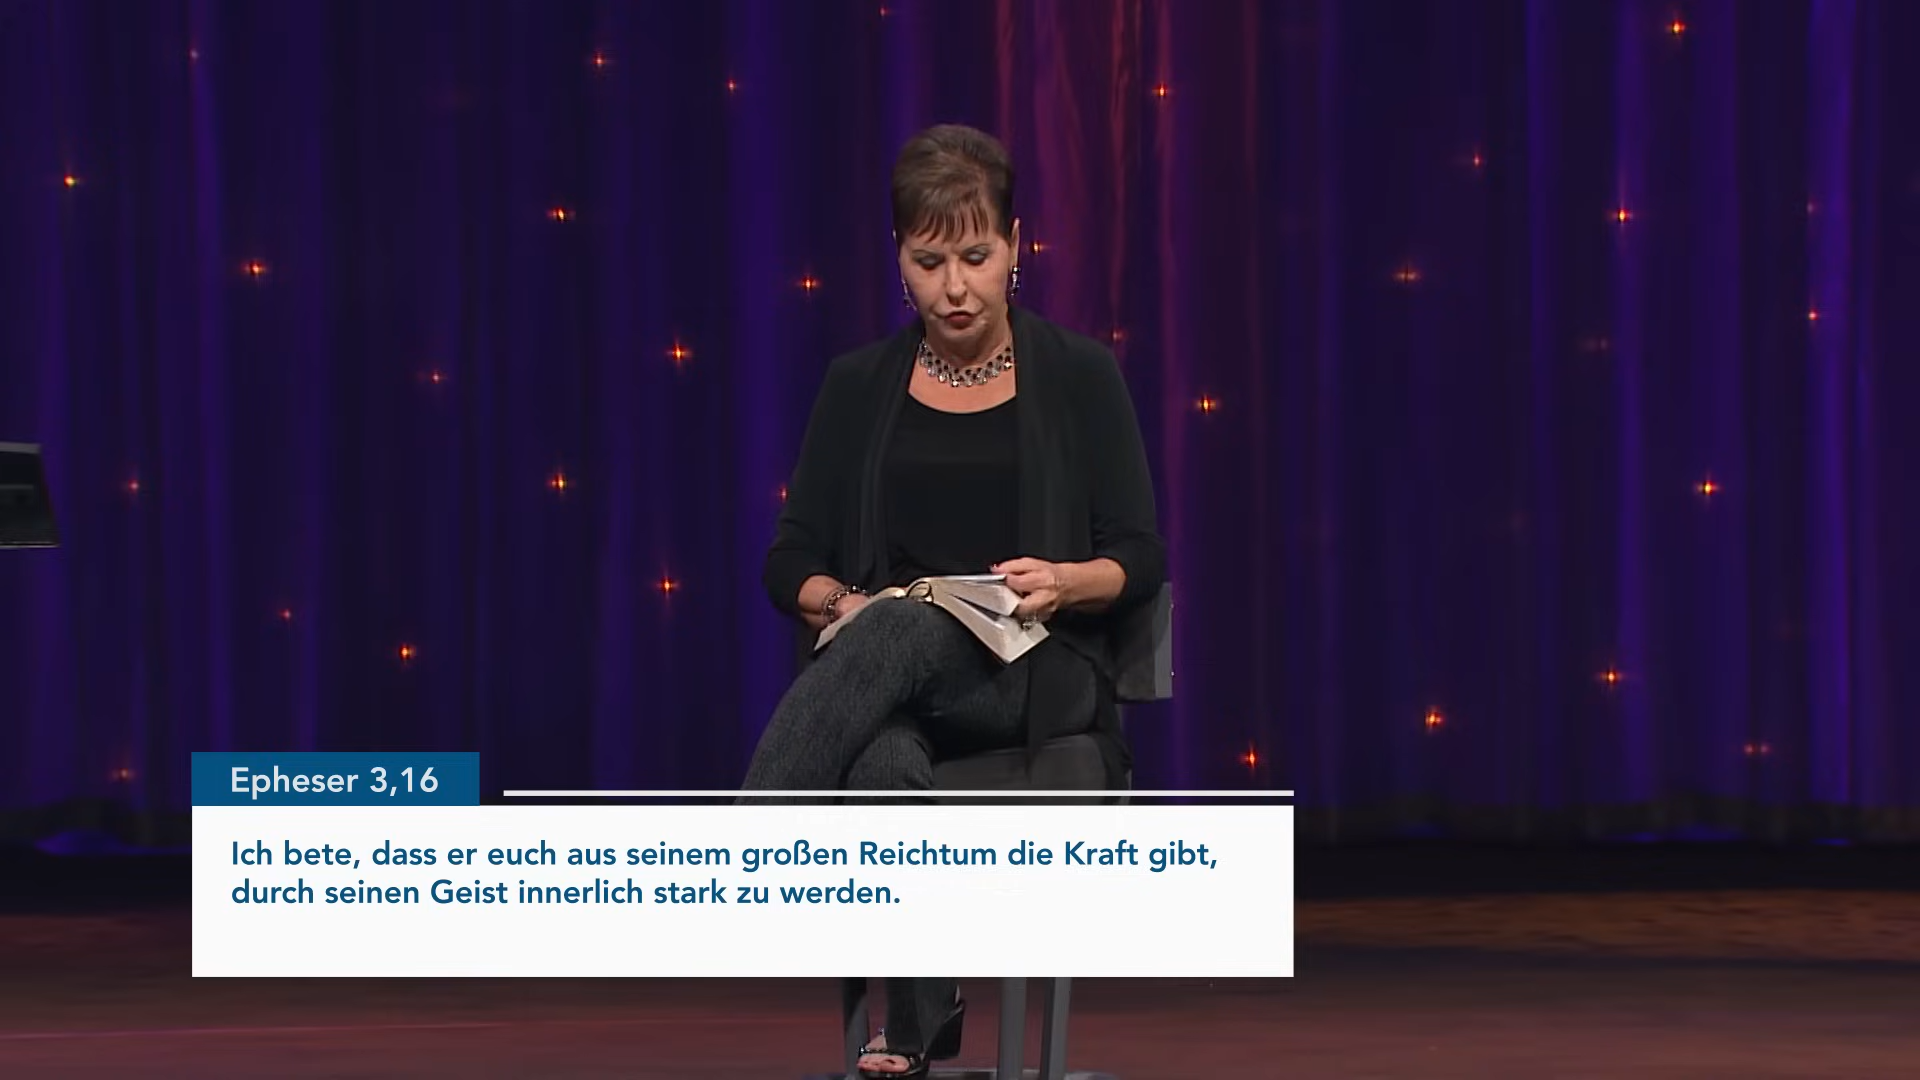 Epheser 3,16
Ich bete, dass er euch aus seinem großen Reichtum die Kraft gibt,
durch seinen Geist innerlich stark zu werden.